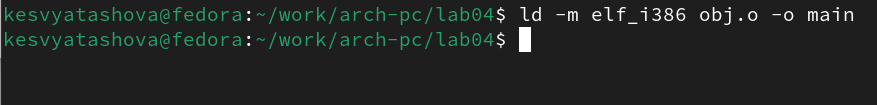 kesvyatashova@fedora:~/work/arch-pc/lab04$ ld -m elf_i386 obj.o -o main
kesvyatashova@fedora:~/work/arch-pc/lab04$